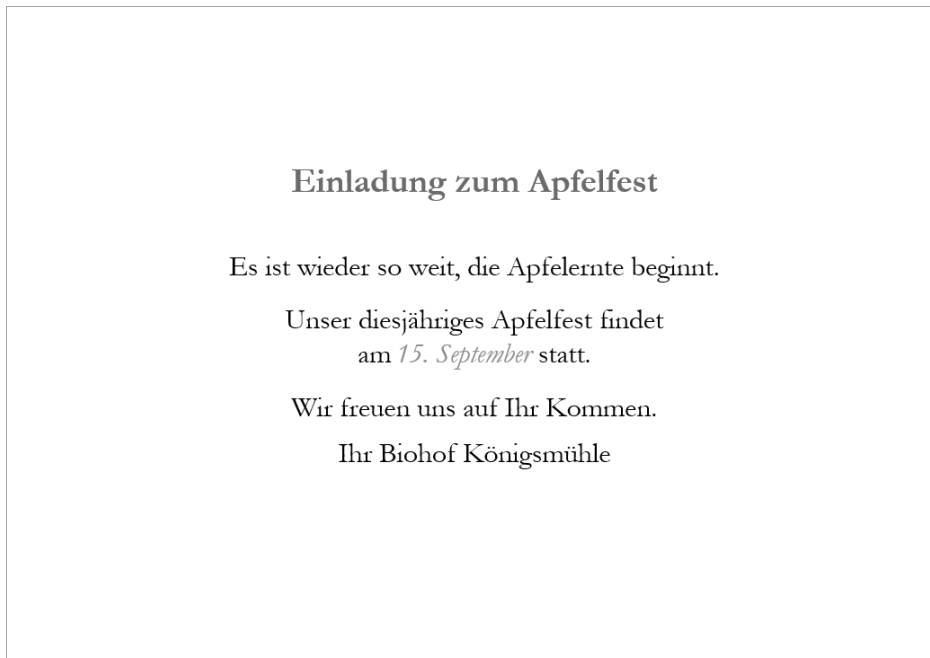 Einladung zum Apfelfest
Es ist wieder so weit, die Apfelernte beginnt.
Unser diesjähriges Apfelfest findet
am 15. September statt.
Wir freuen uns auf Ihr Kommen.
Ihr Biohof Königsmühle